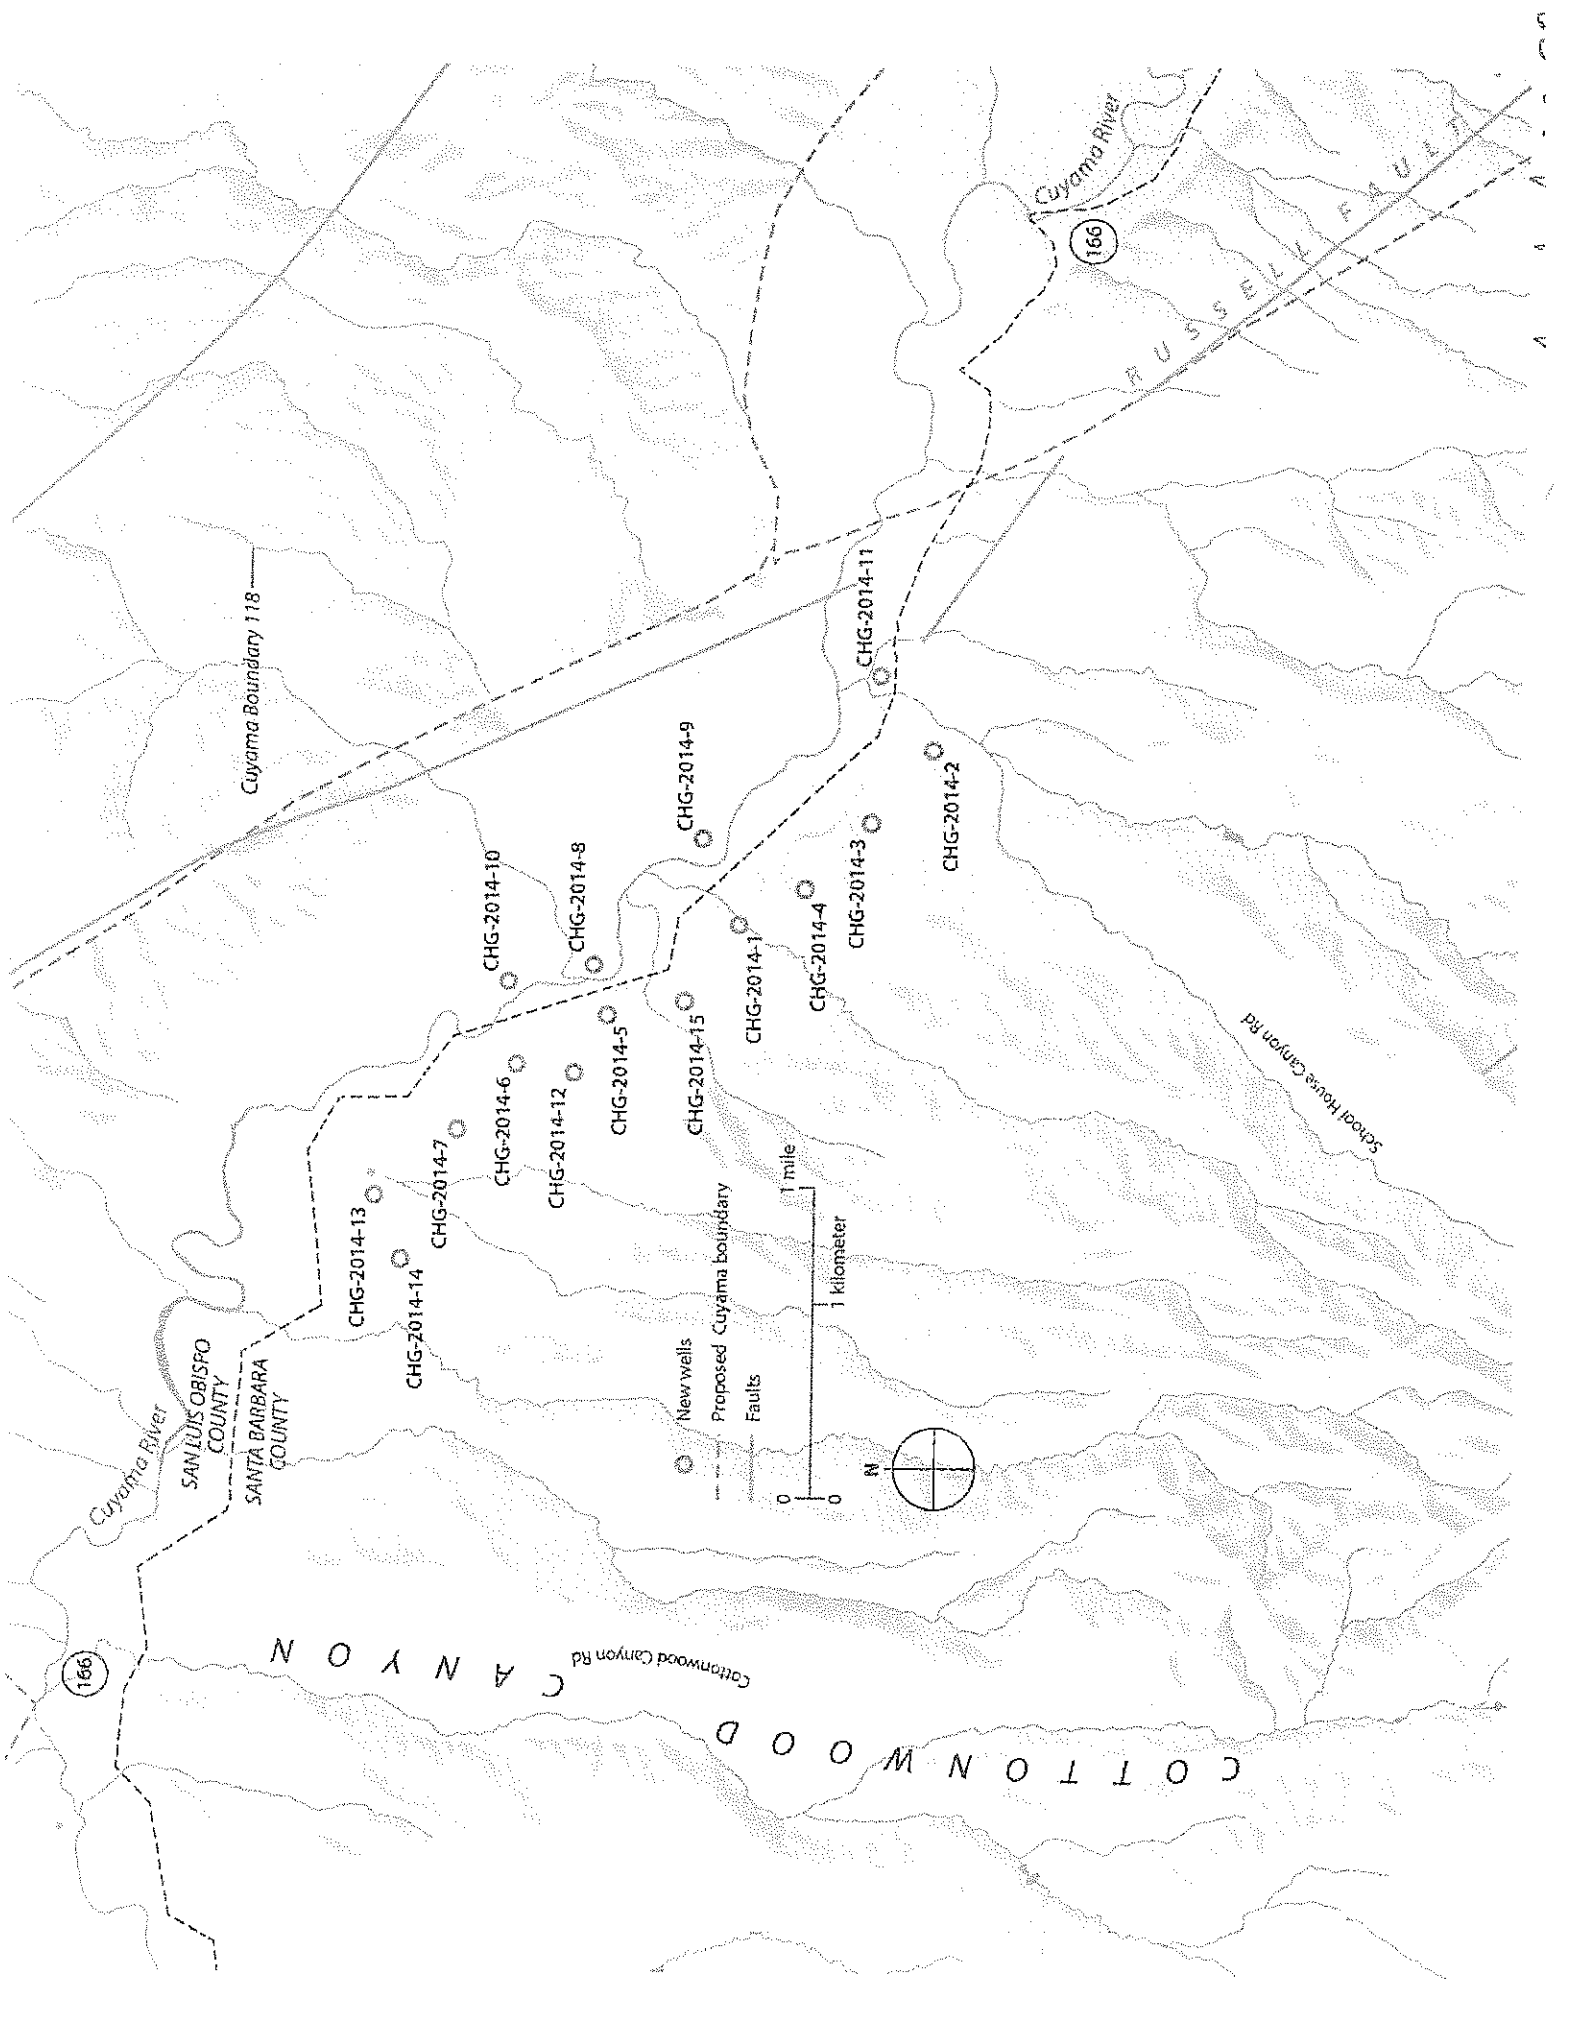 Cuyama River
166
RUSSELL FAULT
Cuyama Boundary 118
CHG-2014-11
CHG-2014-9
CHG-2014-2
CHG-2014-3
CHG-2014-10
CHG-2014-8
CHG-2014-4
CHG-2014-1
CHG-2014-5
CHG-2014-15
CHG-2014-6
CHG-2014-12
CHG-2014-7
CHG-2014-13
CHG-2014-14
School House Canyon Rd
Cuyama River
SAN LUIS OBISPO
COUNTY
SANTA BARBARA
COUNTY
New wells
Proposed Cuyama boundary
Faults
0
1 mile
0
1 kilometer
N
166
Cottonwood Canyon Rd
COTTONWOOD CANYON